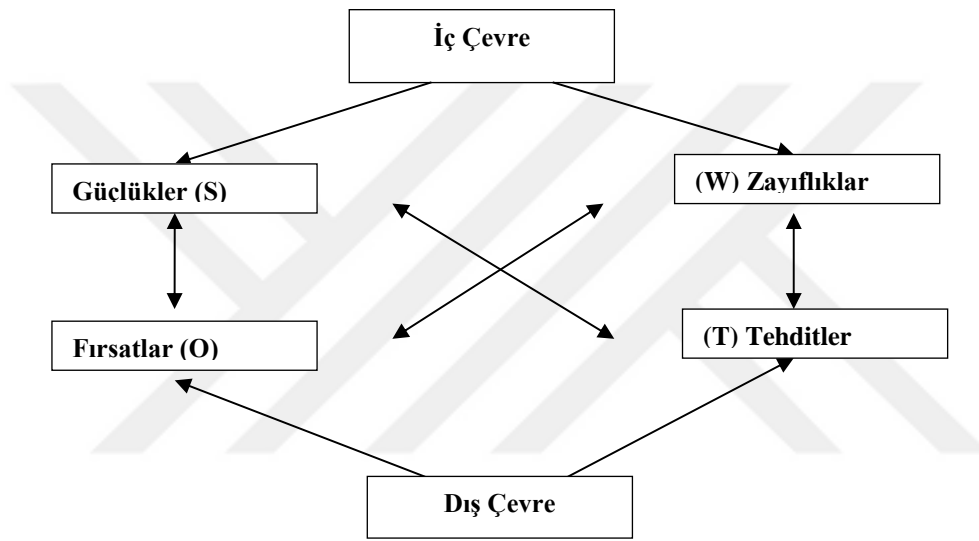 İç Çevre
Güçlükler (S)
(W) Zayıflıklar
Fırsatlar (O)
(T) Tehditler
Dış Çevre